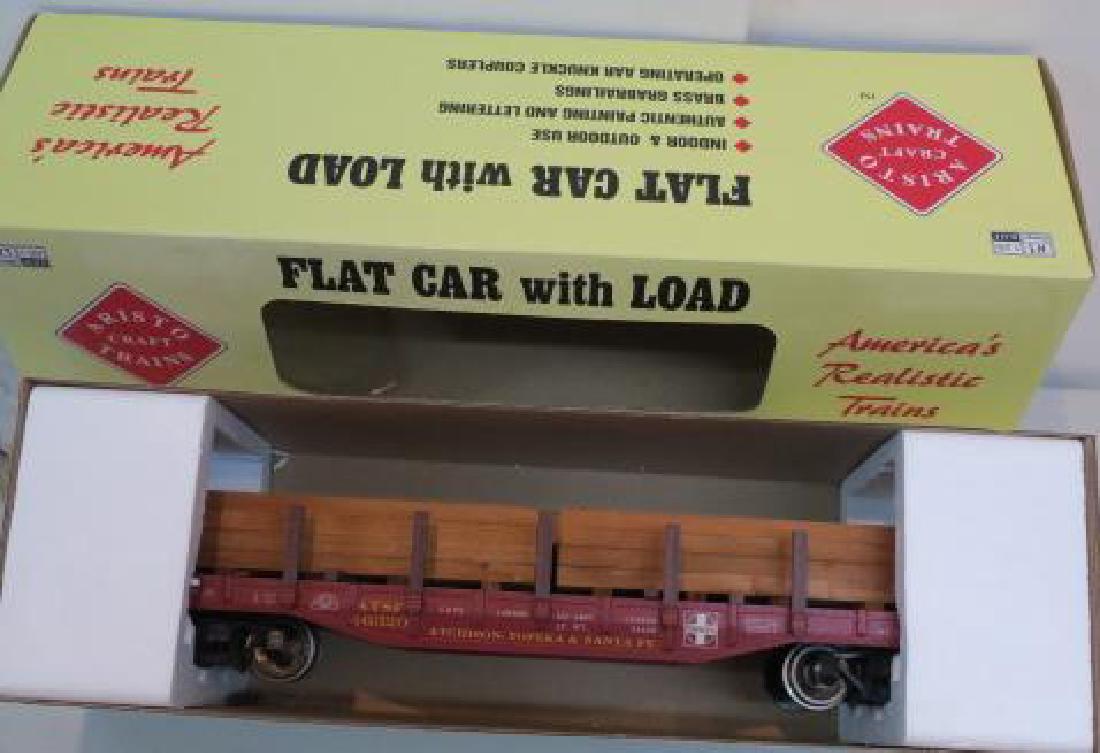 America's
Realistic
Trains
FLAT CAR with LOAD
INDOOR & OUTDOOR USE
AUTHENTIC PAINTING AND LETTERING
BRASS GRABRAILINGS
OPERATING AAR KNUCKLE COUPLERS
ARISTO
CRAFT
TRAINS
TM
FLAT CAR with LOAD
ARISTO
CRAFT
TRAINS
America's
Realistic
Trains
ATSF
ATCHISON, TOPEKA & SANTA FE